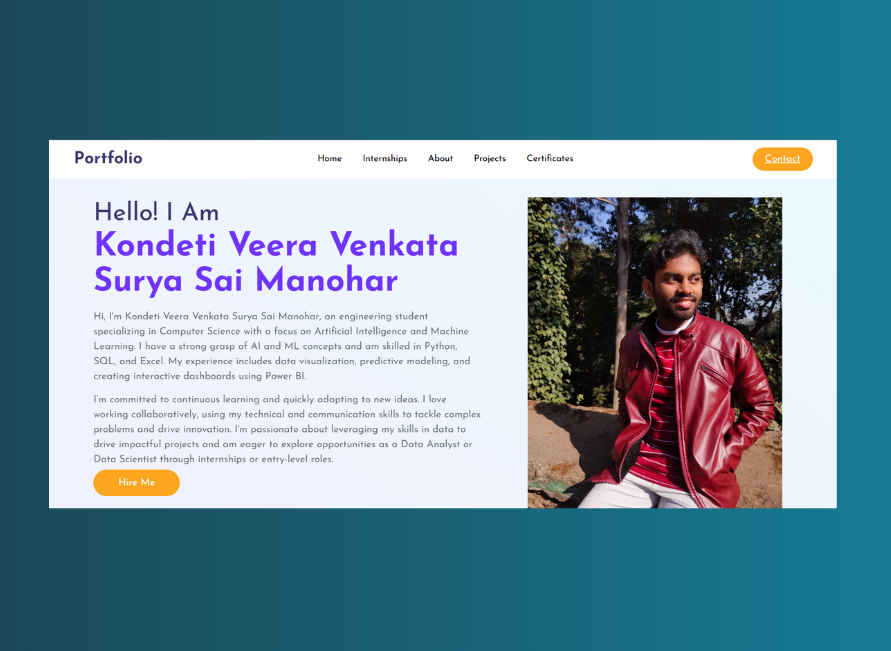 Portfolio
Home Internships About Projects Certificates
Contact
Hello! I Am
Kondeti Veera Venkata
Surya Sai Manohar
Hi, I'm Kondeti Veera Venkata Surya Sai Manohar, an engineering student
specializing in Computer Science with a focus on Artificial Intelligence and Machine
Learning. I have a strong grasp of AI and ML concepts and am skilled in Python,
SQL, and Excel. My experience includes data visualization, predictive modeling, and
creating interactive dashboards using Power BI.
I'm committed to continuous learning and quickly adapting to new ideas. I love
working collaboratively, using my technical and communication skills to tackle complex
problems and drive innovation. I'm passionate about leveraging my skills in data to
drive impactful projects and am eager to explore opportunities as a Data Analyst or
Data Scientist through internships or entry-level roles.
Hire Me